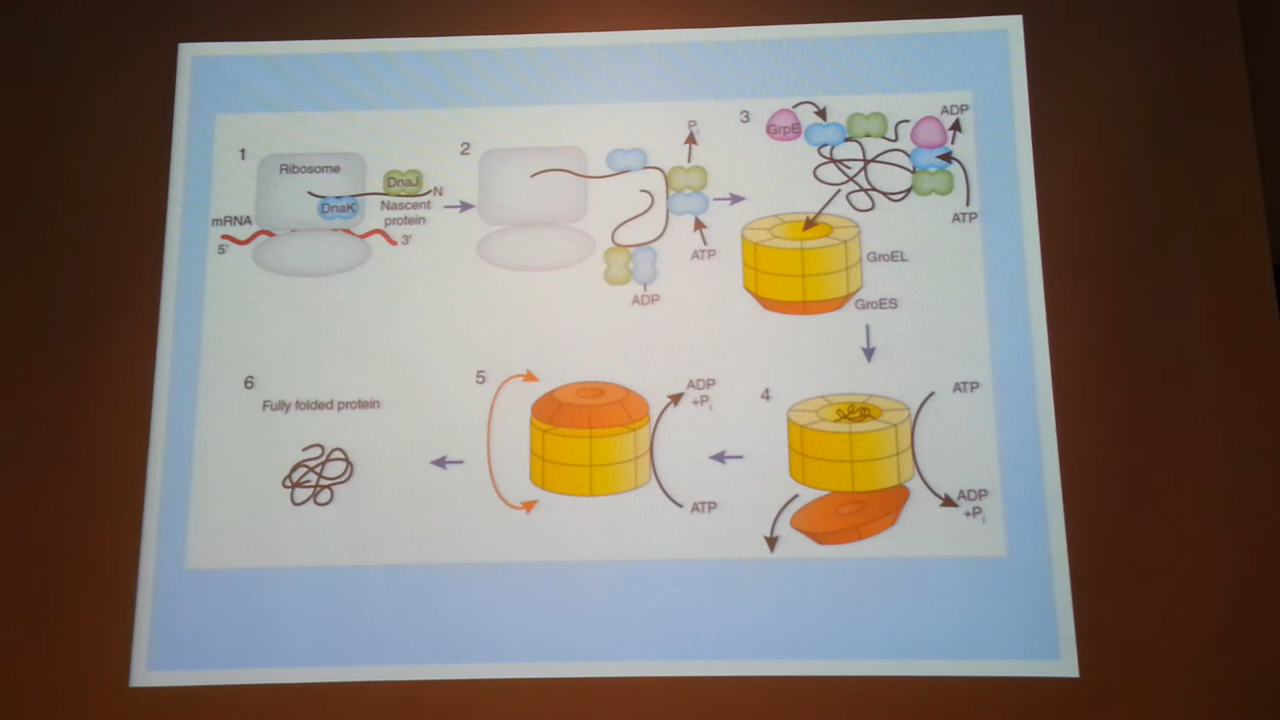 1
Ribosome
DnaJ
N
DnaK
Nascent
protein
mRNA
5'
3'
2
Pi
ATP
ADP
3
GrpE
ADP
ATP
GroEL
GroES
4
ATP
ADP
+Pi
5
ADP
+Pi
ATP
6
Fully folded protein